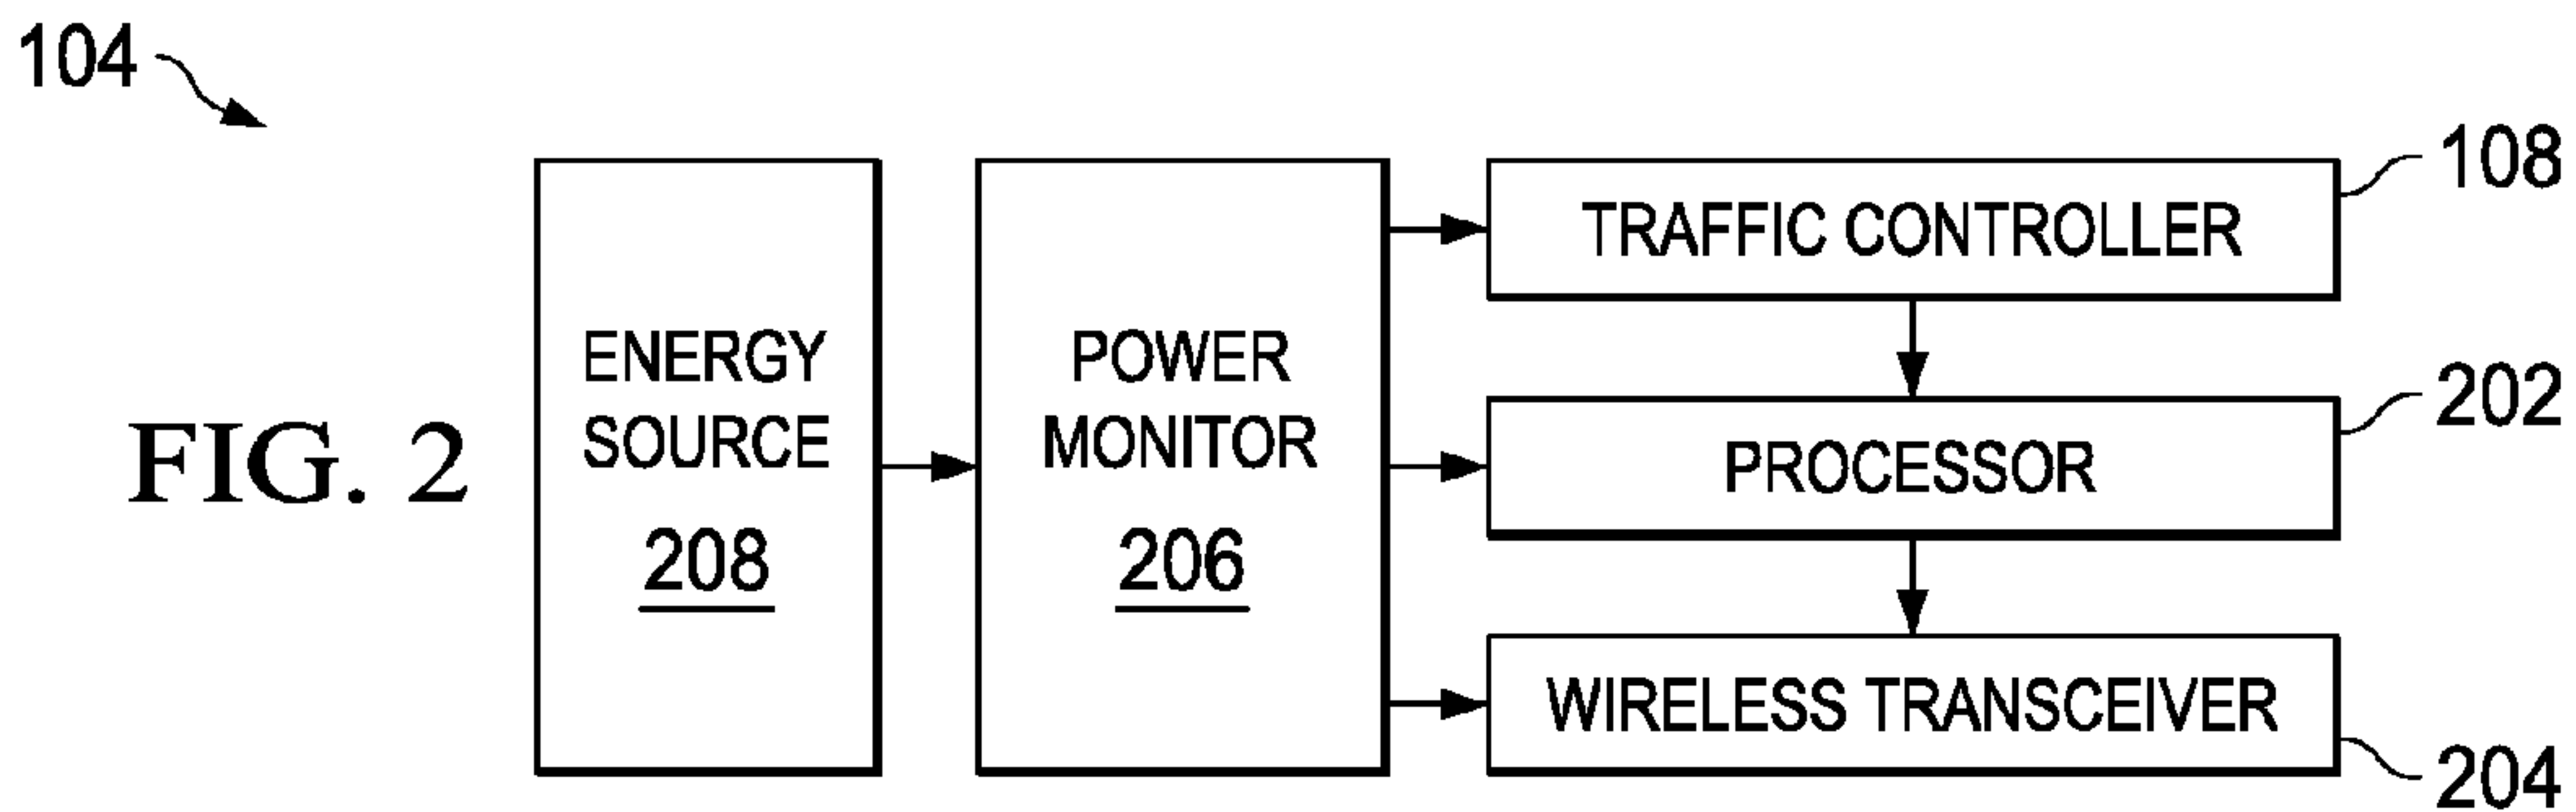 104
108
TRAFFIC CONTROLLER
ENERGY
SOURCE
208
POWER
MONITOR
206
202
PROCESSOR
FIG. 2
WIRELESS TRANSCEIVER
204